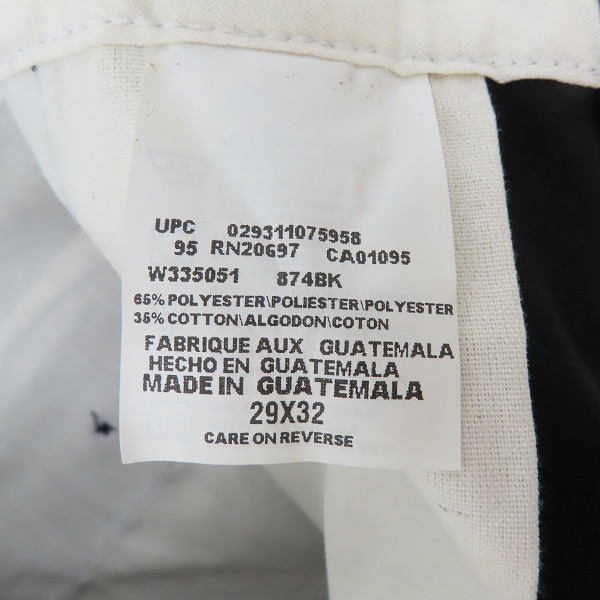 UPC 029311075958
95 RN20697 CA01095
W335051 874BK
65% POLYESTER\POLIESTER\POLYESTER
35% COTTON\ALGODON\COTON
FABRIQUE AUX GUATEMALA
HECHO EN GUATEMALA
MADE IN GUATEMALA
29X32
CARE ON REVERSE